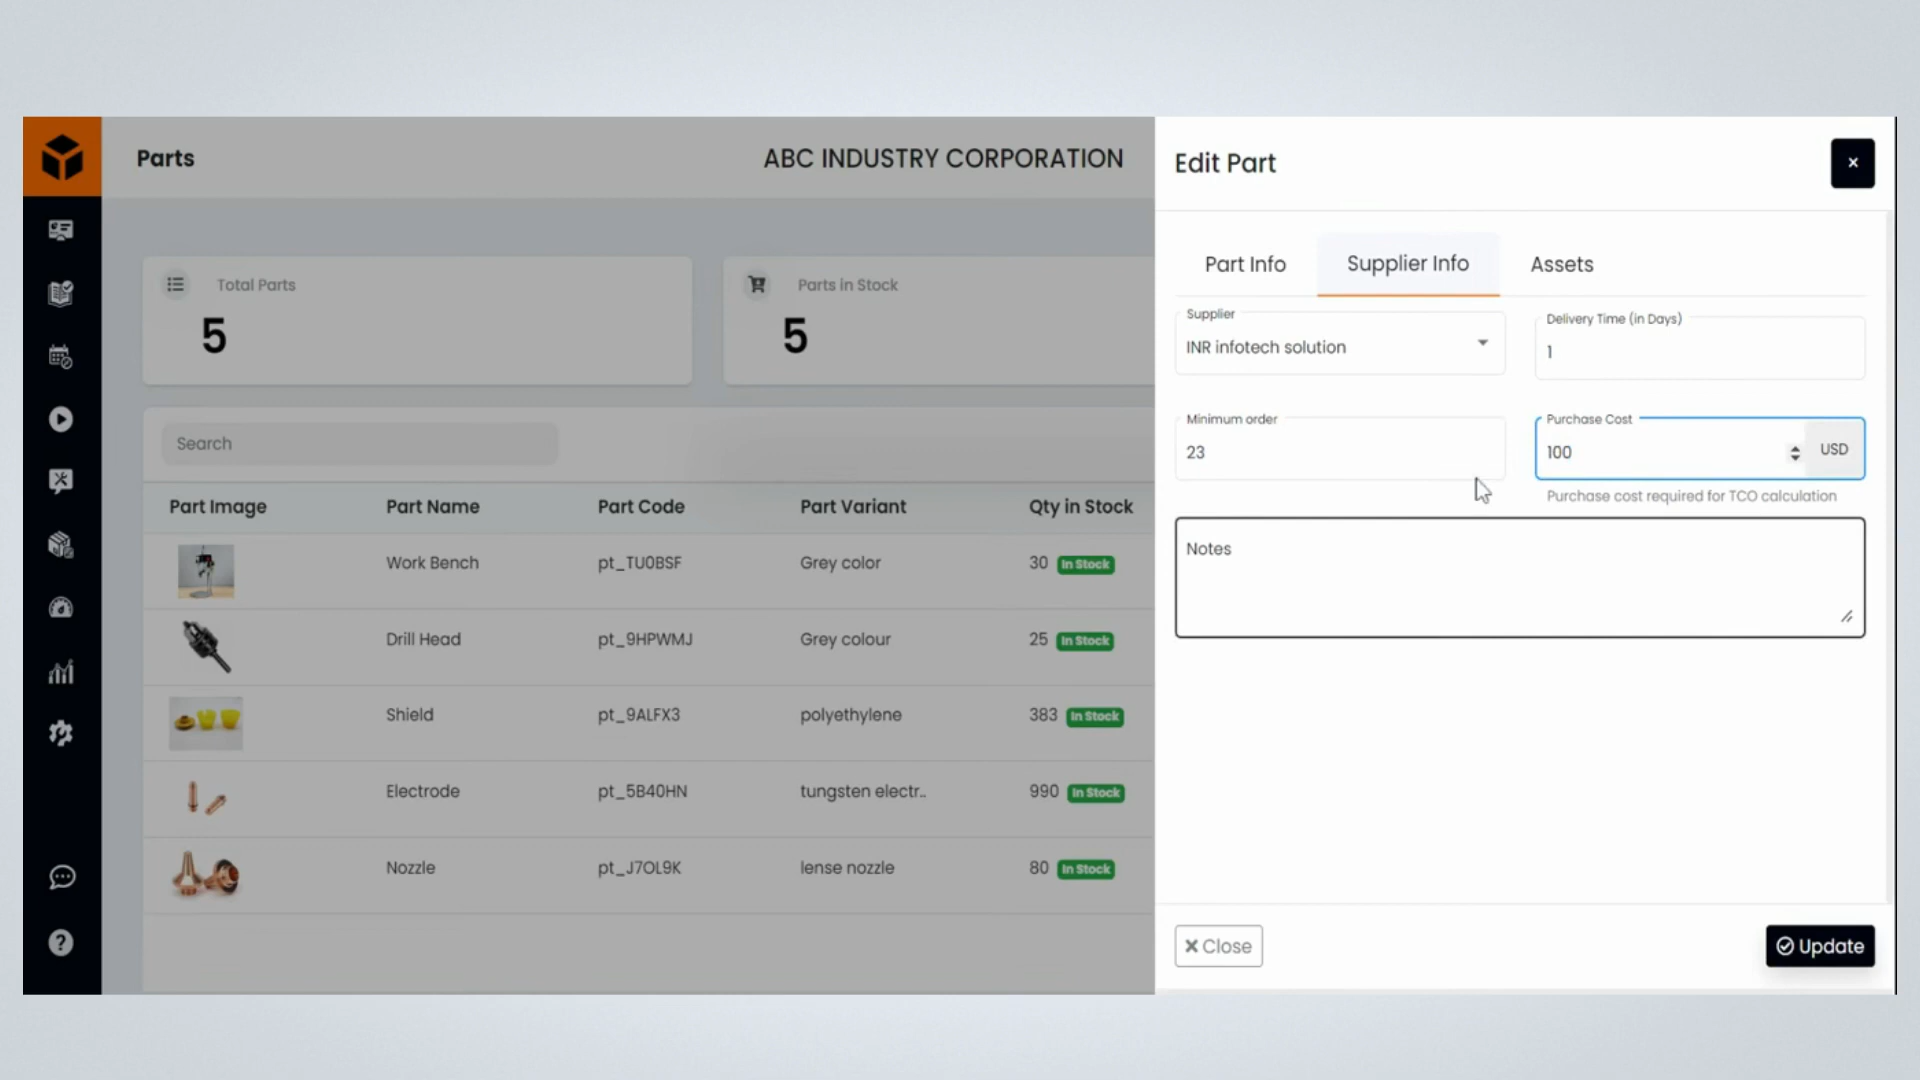 Parts
ABC INDUSTRY CORPORATION
Total Parts
5
Parts in Stock
5
Search
Part Image Part Name Part Code Part Variant Qty in Stock
Work Bench pt_TU0BSF Grey color 30 In Stock
Drill Head pt_9HPWMJ Grey colour 25 In Stock
Shield pt_9ALFX3 polyethylene 383 In Stock
Electrode pt_5B40HN tungsten electr.. 990 In Stock
Nozzle pt_J7OL9K lense nozzle 80 In Stock
Edit Part
×
Part Info Supplier Info Assets
Supplier
INR infotech solution
Delivery Time (in Days)
1
Minimum order
23
Purchase Cost
100 USD
Purchase cost required for TCO calculation
Notes
Close
Update